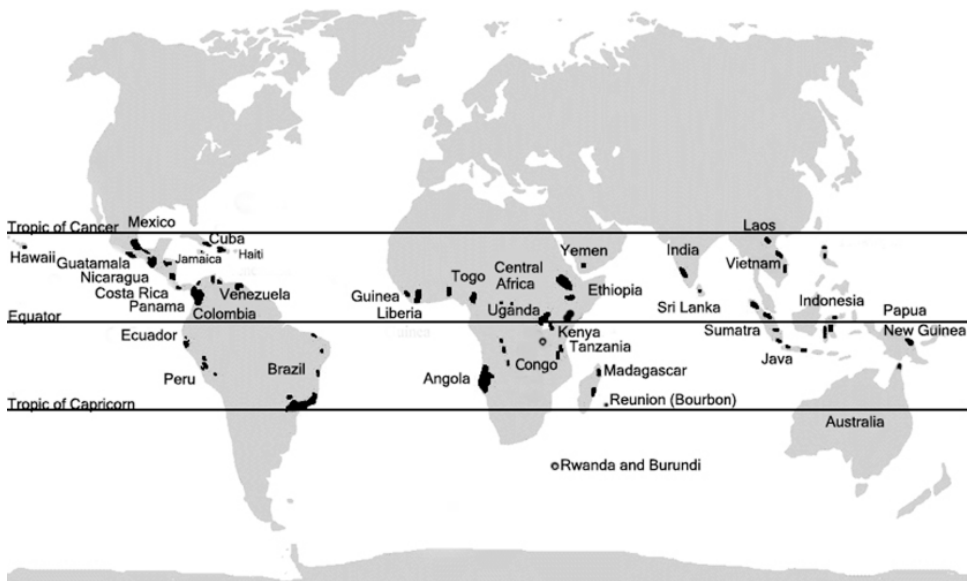 Tropic of Cancer
Mexico
Hawaii
Guatamala
Cuba
Jamaica
Haiti
Nicaragua
Costa Rica
Panama
Venezuela
Colombia
Equator
Ecuador
Peru
Brazil
Tropic of Capricorn
Guinea
Liberia
Togo
Central
Africa
Yemen
Ethiopia
Uganda
Kenya
Tanzania
Congo
Angola
Madagascar
Reunion (Bourbon)
Rwanda and Burundi
India
Sri Lanka
Laos
Vietnam
Indonesia
Sumatra
Java
Papua
New Guinea
Australia